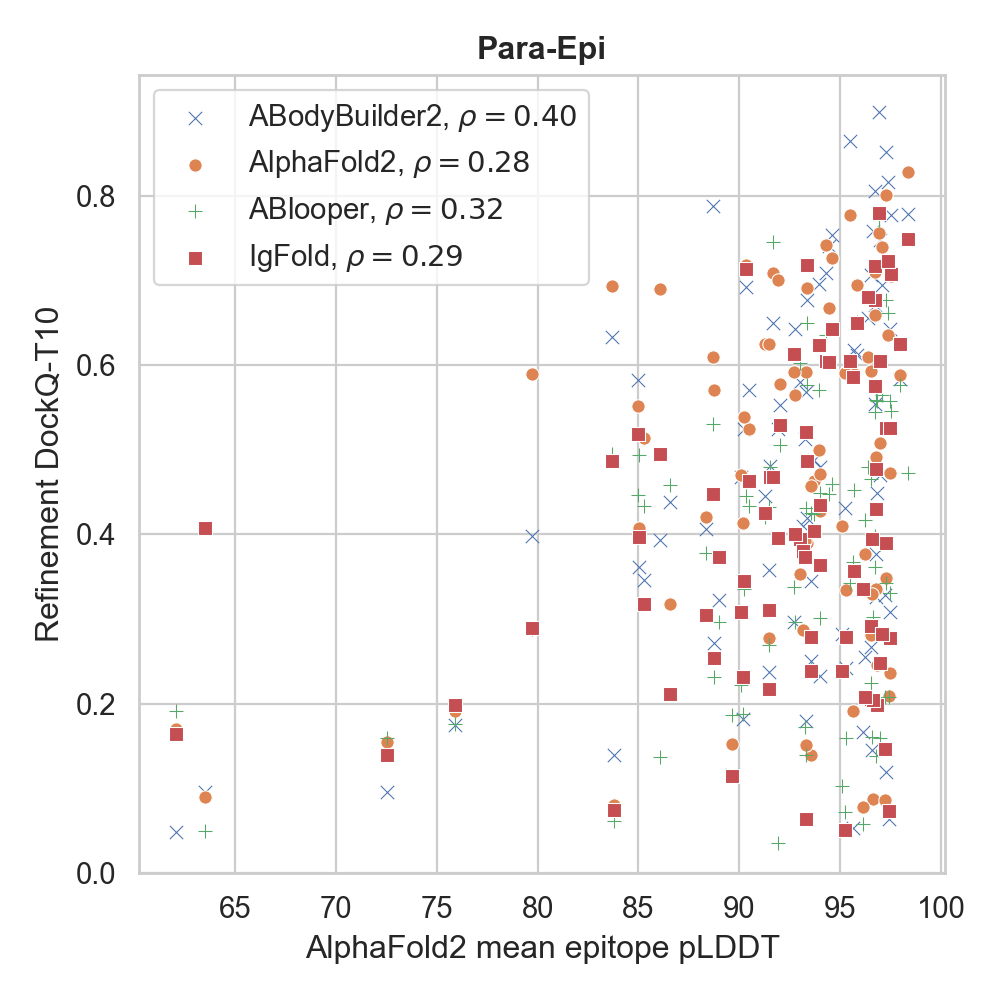 Para-Epi
ABodyBuilder2, ρ = 0.40
AlphaFold2, ρ = 0.28
ABlooper, ρ = 0.32
IgFold, ρ = 0.29
Refinement DockQ-T10
0.8
0.6
0.4
0.2
0.0
65 70 75 80 85 90 95 100
AlphaFold2 mean epitope pLDDT